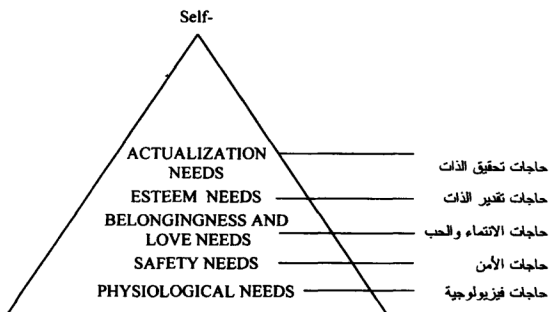 Self-
ACTUALIZATION
NEEDS
حاجات تحقيق الذات
ESTEEM NEEDS
حاجات تقدير الذات
BELONGINGNESS AND
LOVE NEEDS
حاجات الانتماء والحب
SAFETY NEEDS
حاجات الأمن
PHYSIOLOGICAL NEEDS
حاجات فيزيولوجية